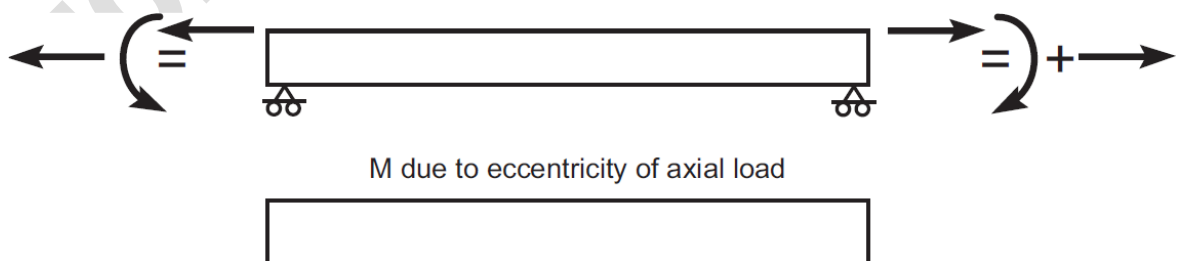 = = +
M due to eccentricity of axial load